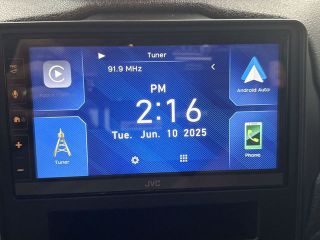 Tuner
91.9 MHz
Android Auto
PM
2:16
Tue. Jun. 10 2025
Tuner
Phone
JVC